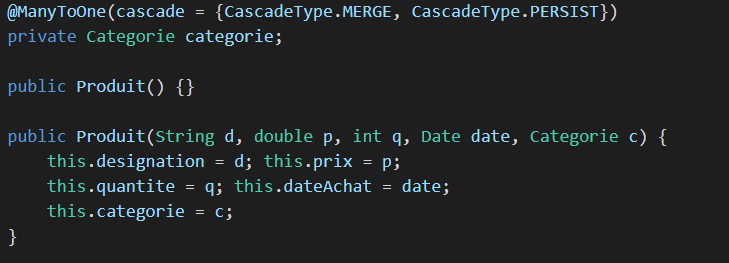 @ManyToOne(cascade = {CascadeType.MERGE, CascadeType.PERSIST})
private Categorie categorie;
public Produit() {}
public Produit(String d, double p, int q, Date date, Categorie c) {
this.designation = d; this.prix = p;
this.quantite = q; this.dateAchat = date;
this.categorie = c;
}